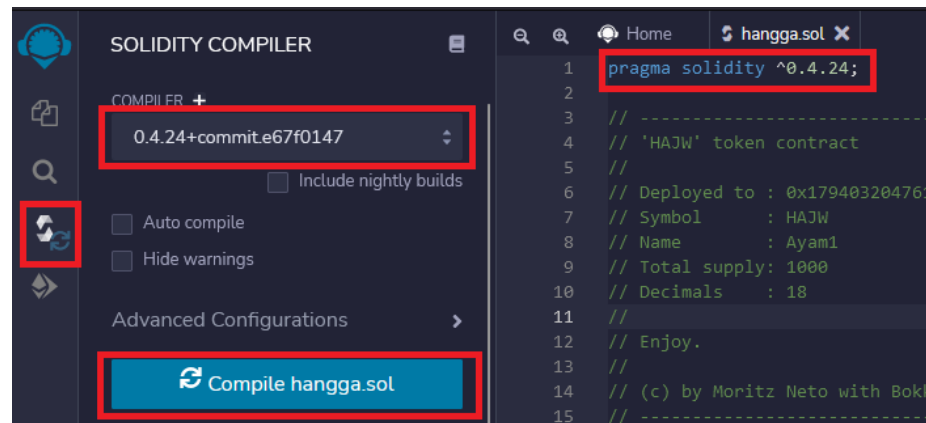 SOLIDITY COMPILER
COMPILER +
0.4.24+commit.e67f0147
Include nightly builds
Auto compile
Hide warnings
Advanced Configurations
Compile hangga.sol
Home
hangga.sol
1 pragma solidity ^0.4.24;
2
3 // ----------------------------
4 // 'HAJW' token contract
5 //
6 // Deployed to : 0x17940320476
7 // Symbol      : HAJW
8 // Name        : Ayam1
9 // Total supply: 1000
10 // Decimals    : 18
11 //
12 // Enjoy.
13 //
14 // (c) by Moritz Neto with
15 // ----------------------------